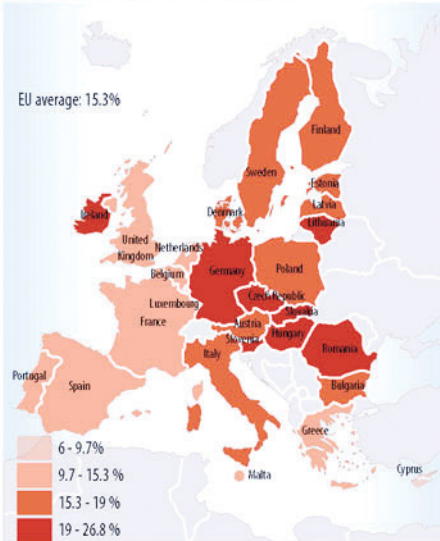 EU average: 15.3%
Finland
Sweden
Estonia
Latvia
Lithuania
Denmark
Ireland
United
Kingdom
Netherlands
Belgium
Germany
Poland
Luxembourg
Czech Republic
Slovakia
France
Austria
Hungary
Slovenia
Romania
Italy
Bulgaria
Portugal
Spain
Greece
Malta
Cyprus
6 - 9.7%
9.7 - 15.3 %
15.3 - 19 %
19 - 26.8 %